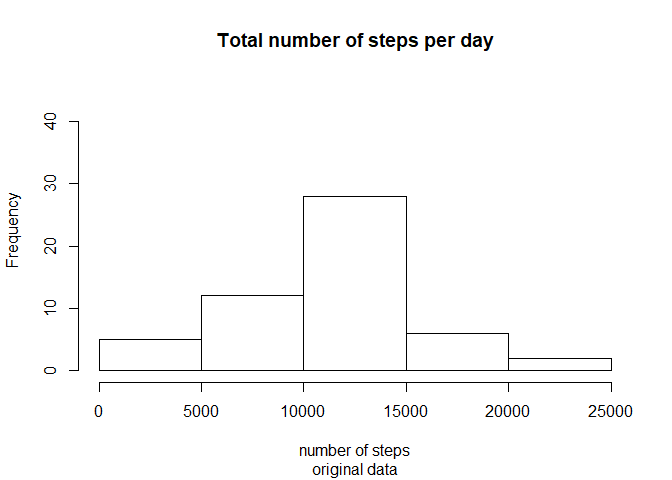 Total number of steps per day
40
30
20
10
0
Frequency
0 5000 10000 15000 20000 25000
number of steps
original data